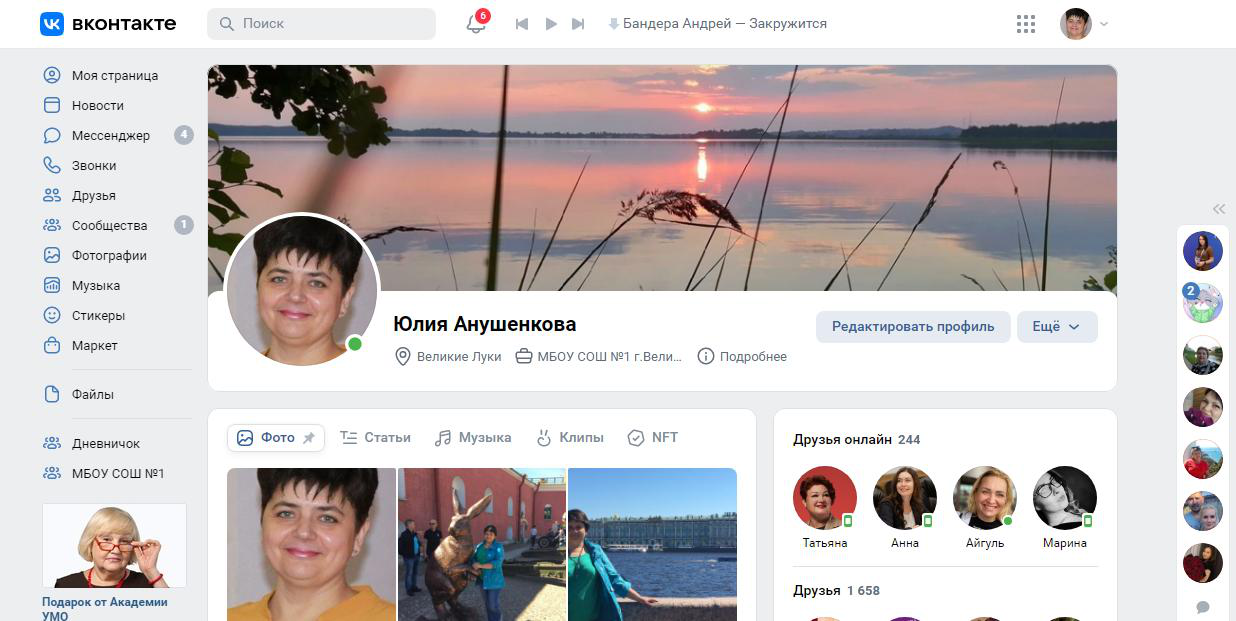 вконтакте
Поиск
6
Бандера Андрей — Закружится
Моя страница
Новости
Мессенджер 4
Звонки
Друзья
Сообщества 1
Фотографии
Музыка
Стикеры
Маркет
Файлы
Дневничок
МБОУ СОШ №1
Подарок от Академии
УМО
Юлия Анушенкова
Великие Луки
МБОУ СОШ №1 г.Вели...
Подробнее
Редактировать профиль
Ещё
Фото
Статьи
Музыка
Клипы
NFT
Друзья онлайн 244
Татьяна
Анна
Айгуль
Марина
Друзья 1 658
2